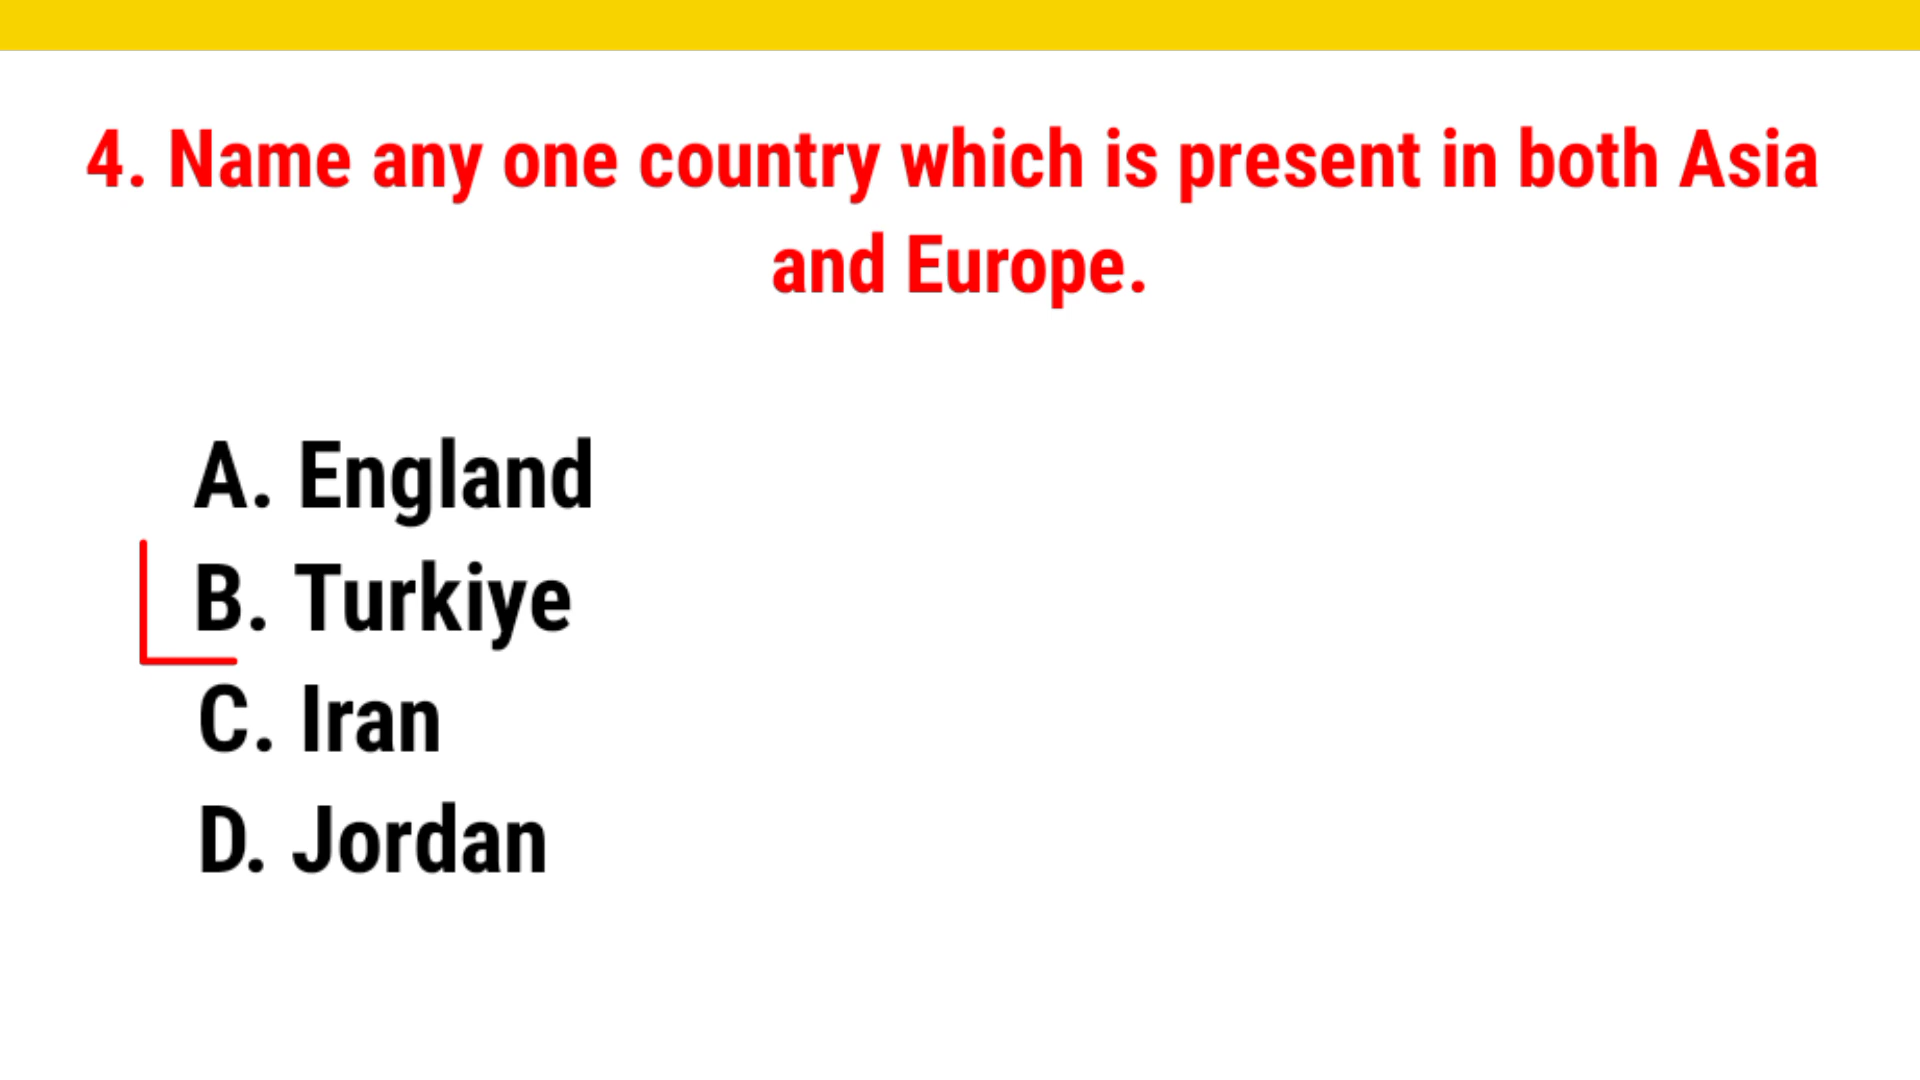 4. Name any one country which is present in both Asia
and Europe.
A. England
B. Turkiye
C. Iran
D. Jordan